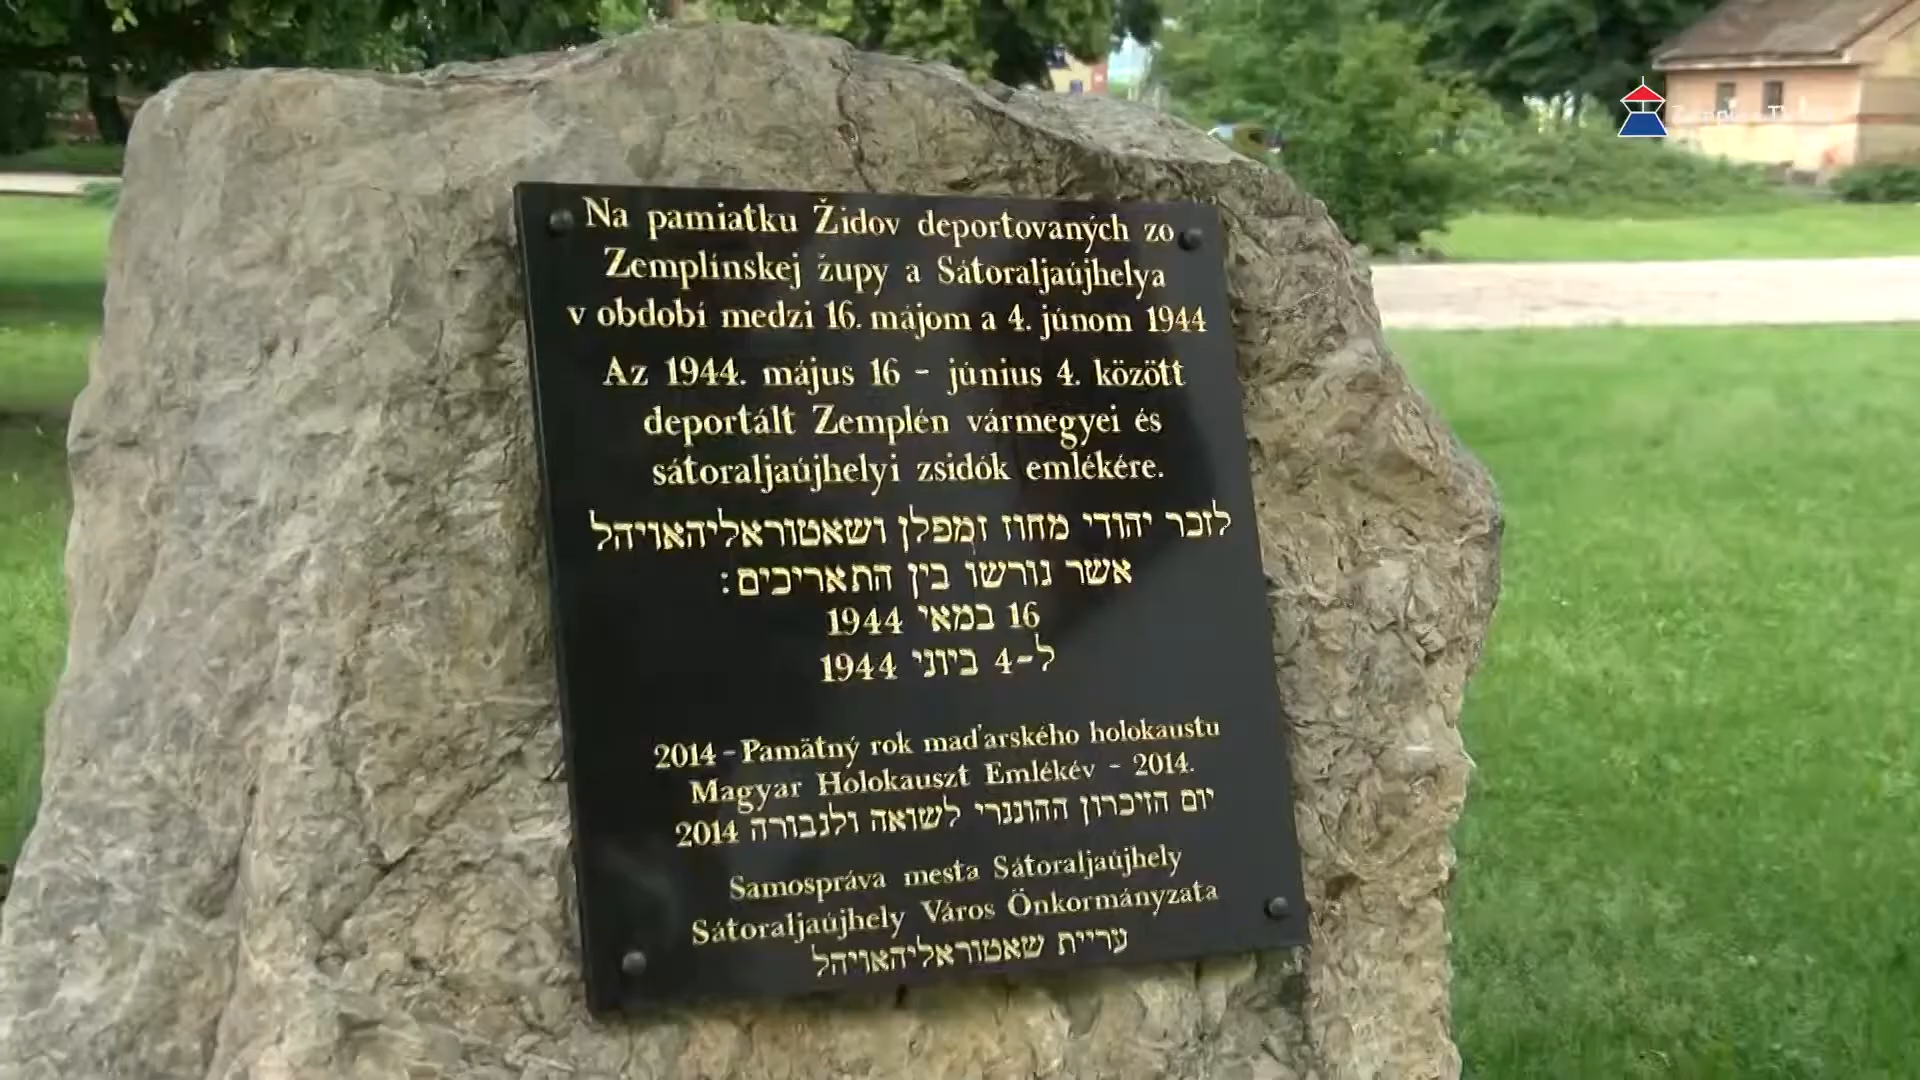 Na pamiatku Židov deportovaných zo
Zemplínskej župy a Sátoraljaújhelya
v období medzi 16. májom a 4. júnom 1944
Az 1944. május 16 - június 4. között
deportált Zemplén vármegyei és
sátoraljaújhelyi zsidók emlékére.
לזכר יהודי מחוז זמפלן ושאטוראליהאויהל
אשר גורשו בין התאריכים:
16 במאי 1944
ל-4 ביוני 1944
2014 - Pamätný rok maďarského holokaustu
Magyar Holokauszt Emlékév - 2014.
יום הזיכרון ההונגרי לשואה ולגבורה 2014
Samospráva mesta Sátoraljaújhely
Sátoraljaújhely Város Önkormányzata
עריית שאטוראליהאויהל